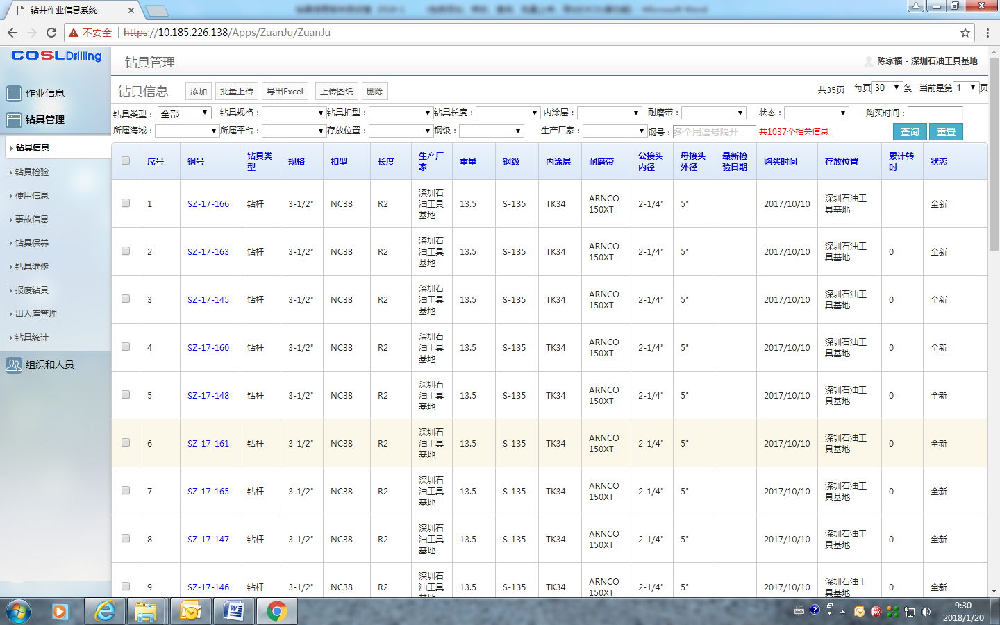 钻井作业信息系统
不安全 https://10.185.226.138/Apps/ZuanJu/ZuanJu
COSL Drilling
作业信息
钻具管理
钻具信息
钻具检验
使用信息
事故信息
钻具保养
钻具维修
报废钻具
出入库管理
钻具统计
组织和人员
钻具管理
陈家福 - 深圳石油工具基地
钻具信息 添加 批量上传 导出Excel 上传图纸 删除 共35页 每页 30 条 当前是第 1 页
钻具类型： 全部 钻具规格： 钻具扣型： 钻具长度： 内涂层： 耐磨带： 状态： 购买时间：
所属海域： 所属平台： 存放位置： 钢级： 生产厂家： 钢号： 多个用逗号隔开 共1037个相关信息 查询 重置
序号 钢号 钻具类型 规格 扣型 长度 生产厂家 重量 钢级 内涂层 耐磨带 公接头内径 母接头外径 最新检验日期 购买时间 存放位置 累计转时 状态
1 SZ-17-166 钻杆 3-1/2" NC38 R2 深圳石油工具基地 13.5 S-135 TK34 ARNCO 150XT 2-1/4" 5" 2017/10/10 深圳石油工具基地 全新
2 SZ-17-163 钻杆 3-1/2" NC38 R2 深圳石油工具基地 13.5 S-135 TK34 ARNCO 150XT 2-1/4" 5" 2017/10/10 深圳石油工具基地 0 全新
3 SZ-17-145 钻杆 3-1/2" NC38 R2 深圳石油工具基地 13.5 S-135 TK34 ARNCO 150XT 2-1/4" 5" 2017/10/10 深圳石油工具基地 0 全新
4 SZ-17-160 钻杆 3-1/2" NC38 R2 深圳石油工具基地 13.5 S-135 TK34 ARNCO 150XT 2-1/4" 5" 2017/10/10 深圳石油工具基地 0 全新
5 SZ-17-148 钻杆 3-1/2" NC38 R2 深圳石油工具基地 13.5 S-135 TK34 ARNCO 150XT 2-1/4" 5" 2017/10/10 深圳石油工具基地 0 全新
6 SZ-17-161 钻杆 3-1/2" NC38 R2 深圳石油工具基地 13.5 S-135 TK34 ARNCO 150XT 2-1/4" 5" 2017/10/10 深圳石油工具基地 0 全新
7 SZ-17-165 钻杆 3-1/2" NC38 R2 深圳石油工具基地 13.5 S-135 TK34 ARNCO 150XT 2-1/4" 5" 2017/10/10 深圳石油工具基地 0 全新
8 SZ-17-147 钻杆 3-1/2" NC38 R2 深圳石油工具基地 13.5 S-135 TK34 ARNCO 150XT 2-1/4" 5" 2017/10/10 深圳石油工具基地 0 全新
9 SZ-17-146 钻杆 3-1/2" NC38 R2 深圳石油工具 13.5 S-135 TK34 ARNCO 150XT 2-1/4" 5" 2017/10/10 深圳石油工具基地 0 全新
9:30
2018/1/20